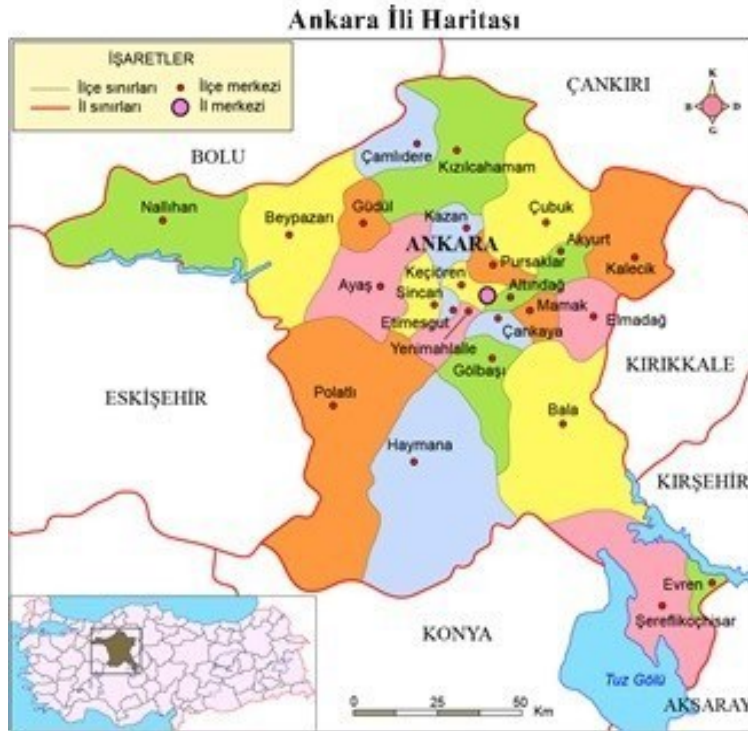 Ankara İli Haritası
İŞARETLER
İlçe sınırları
İlçe merkezi
İl sınırları
İl merkezi
K
B
D
G
ÇANKIRI
BOLU
Çamlıdere
Kızılcahamam
Nallıhan
Beypazarı
Güdül
Kazan
Çubuk
ANKARA
Akyurt
Pursaklar
Kalecik
Keçiören
Ayaş
Sincan
Altındağ
Mamak
Elmadağ
Etimesgut
Çankaya
Yenimahlalle
Gölbaşı
KIRIKKALE
ESKİŞEHİR
Polatlı
Bala
Haymana
KIRŞEHİR
Evren
Şereflikoçhisar
KONYA
Tuz Gölü
AKSARAY
0 25 50
Km